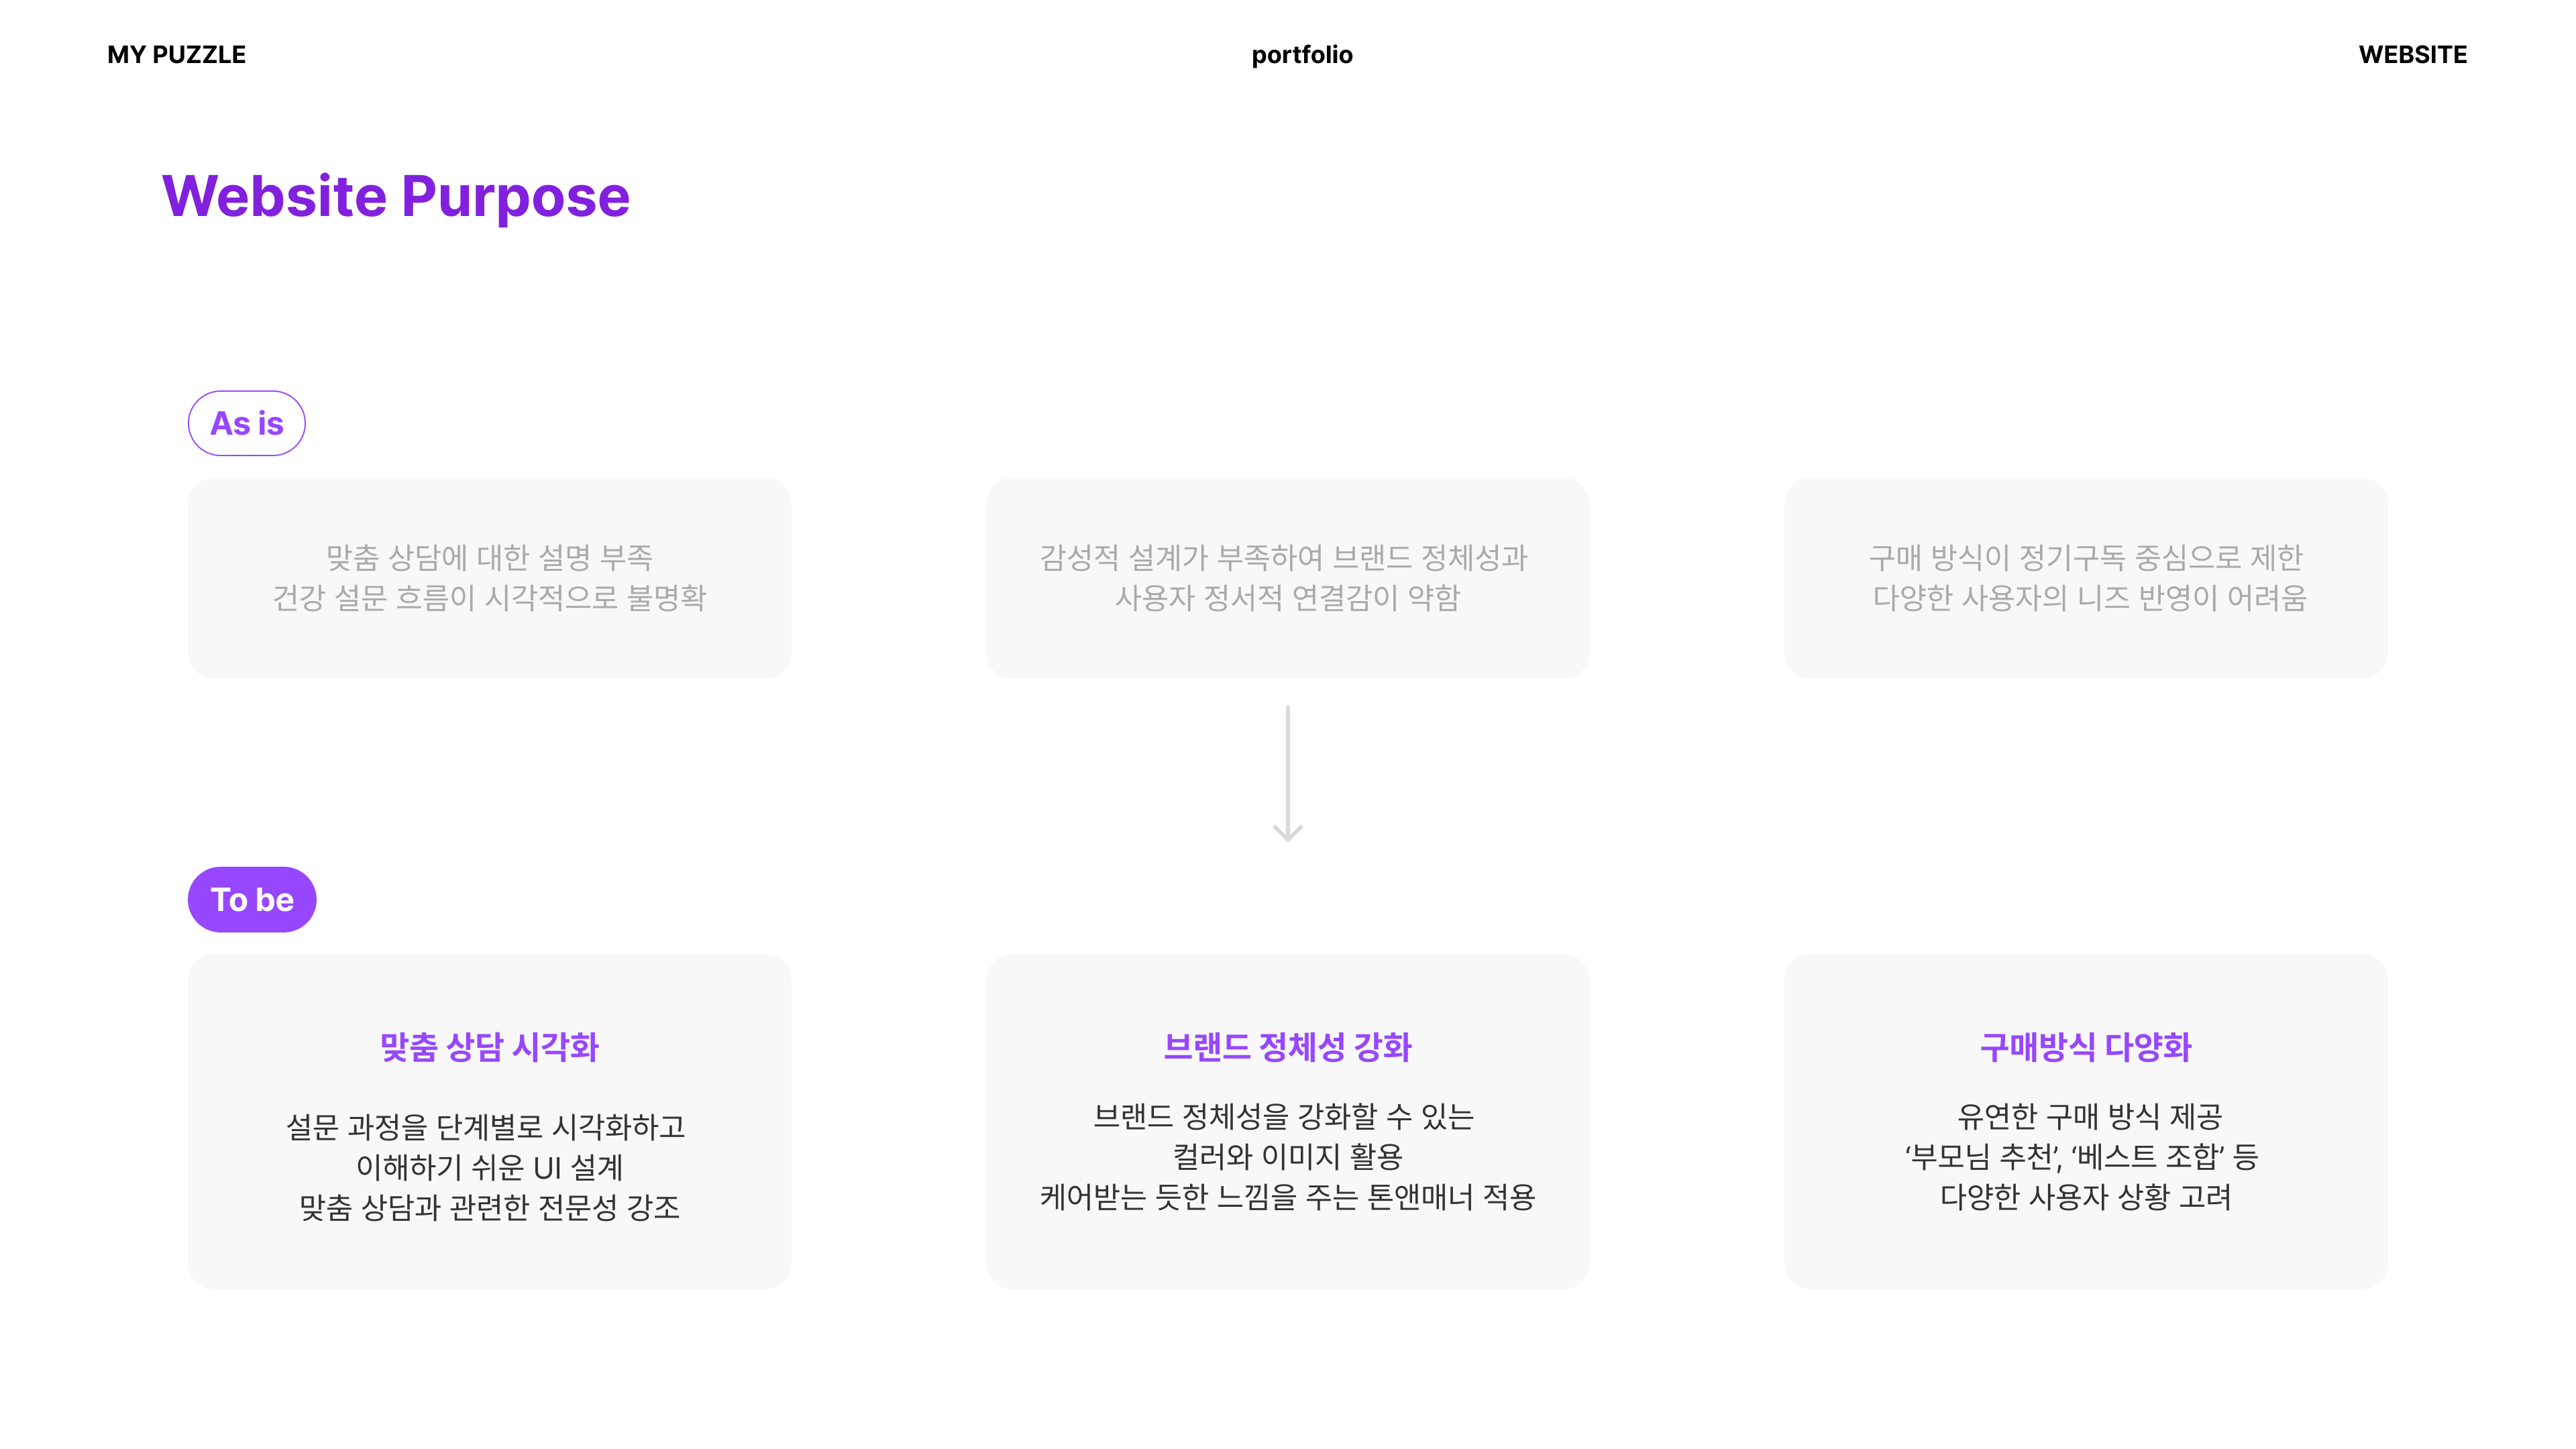 MY PUZZLE
portfolio
WEBSITE
Website Purpose
As is
맞춤 상담에 대한 설명 부족
건강 설문 흐름이 시각적으로 불명확
감성적 설계가 부족하여 브랜드 정체성과
사용자 정서적 연결감이 약함
구매 방식이 정기구독 중심으로 제한
다양한 사용자의 니즈 반영이 어려움
To be
맞춤 상담 시각화
설문 과정을 단계별로 시각화하고
이해하기 쉬운 UI 설계
맞춤 상담과 관련한 전문성 강조
브랜드 정체성 강화
브랜드 정체성을 강화할 수 있는
컬러와 이미지 활용
케어받는 듯한 느낌을 주는 톤앤매너 적용
구매방식 다양화
유연한 구매 방식 제공
‘부모님 추천’, ‘베스트 조합’ 등
다양한 사용자 상황 고려